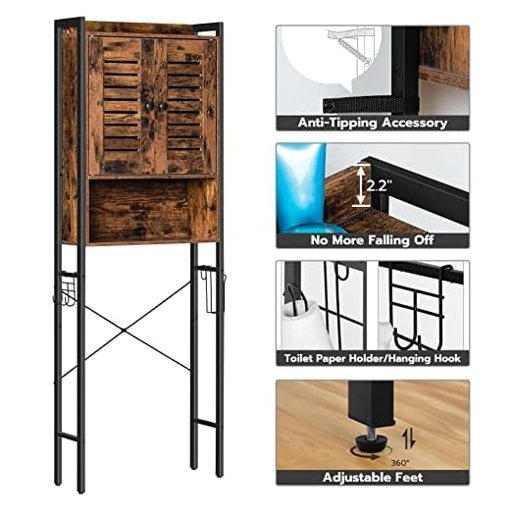 Anti-Tipping Accessory
2.2"
No More Falling Off
Toilet Paper Holder/Hanging Hook
360°
Adjustable Feet